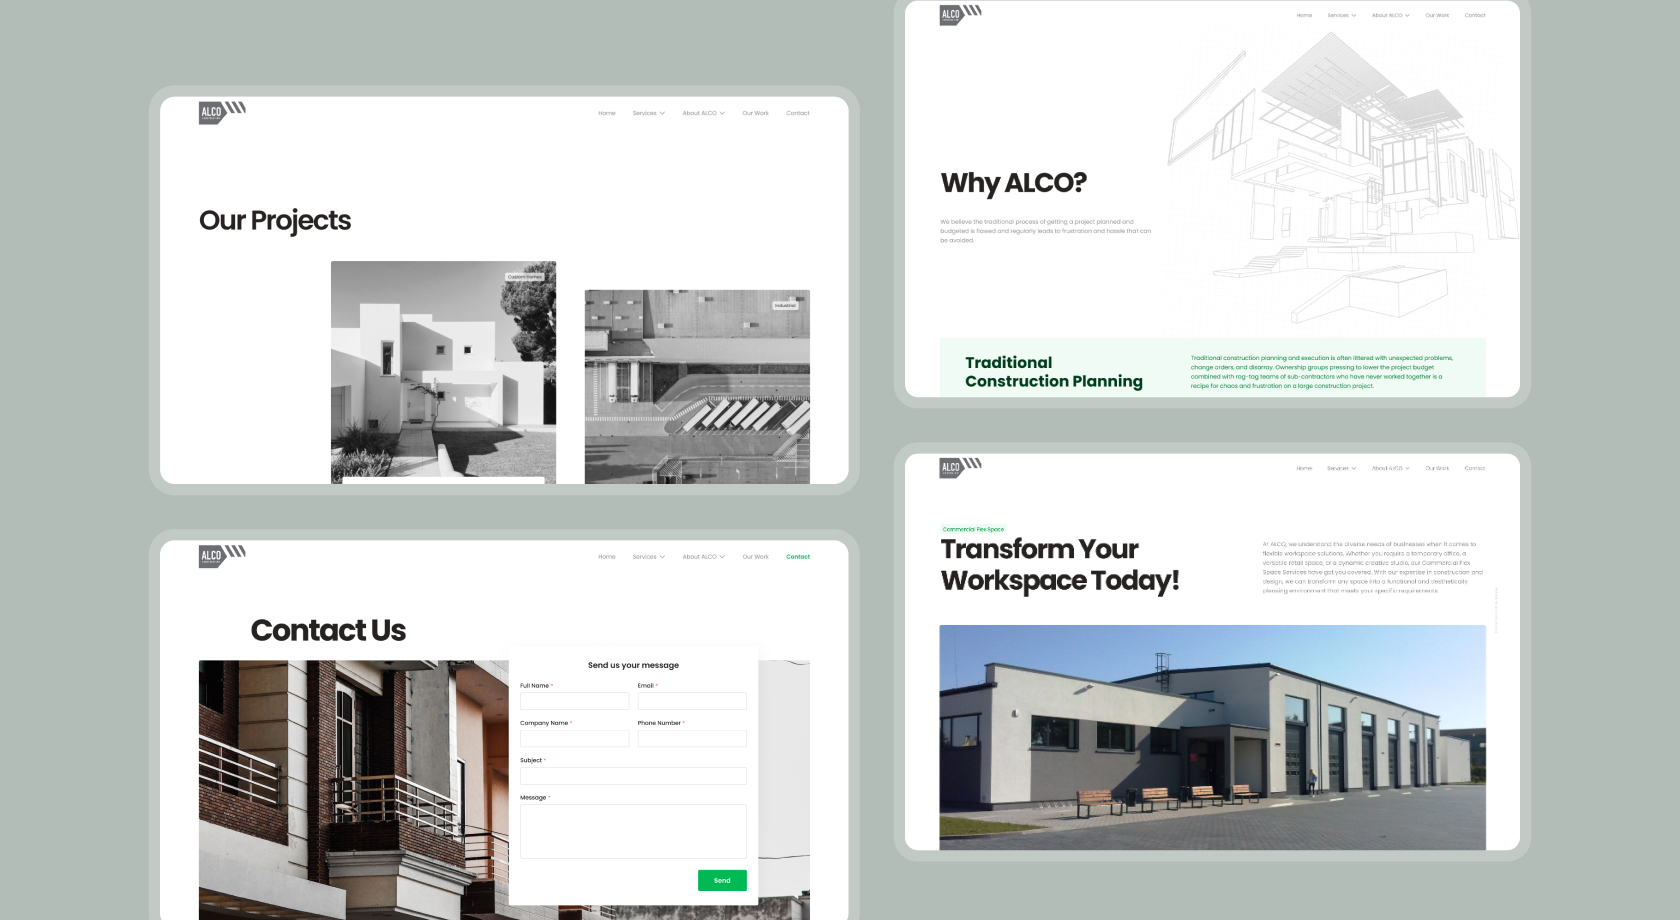 ALCO
Home
Services
About ALCO
Our Work
Contact
Our Projects
Custom Homes
Industrial
ALCO
Home
Services
About ALCO
Our Work
Contact
Contact Us
Send us your message
Full Name *
Email *
Company Name *
Phone Number *
Subject *
Message *
Send
ALCO
Home
Services
About ALCO
Our Work
Contact
Why ALCO?
We believe the traditional process of getting a project planned and
budgeted is flawed and regularly leads to frustration and hassle that can
be avoided.
Traditional
Construction Planning
Traditional construction planning and execution is often littered with unexpected problems,
change orders, and disarray. Ownership groups pressing to lower the project budget
combined with rag-tag teams of sub-contractors who have never worked together is a
recipe for chaos and frustration on a large construction project.
ALCO
Home
Services
About ALCO
Our Work
Contact
Commercial Flex Space
Transform Your
Workspace Today!
At ALCO, we understand the diverse needs of businesses when it comes to
flexible workspace solutions. Whether you require a temporary office, a
versatile retail space, or a dynamic creative studio, our Commercial Flex
Space Services have got you covered. With our expertise in construction and
design, we can transform any space into a functional and aesthetically
pleasing environment that meets your specific requirements.